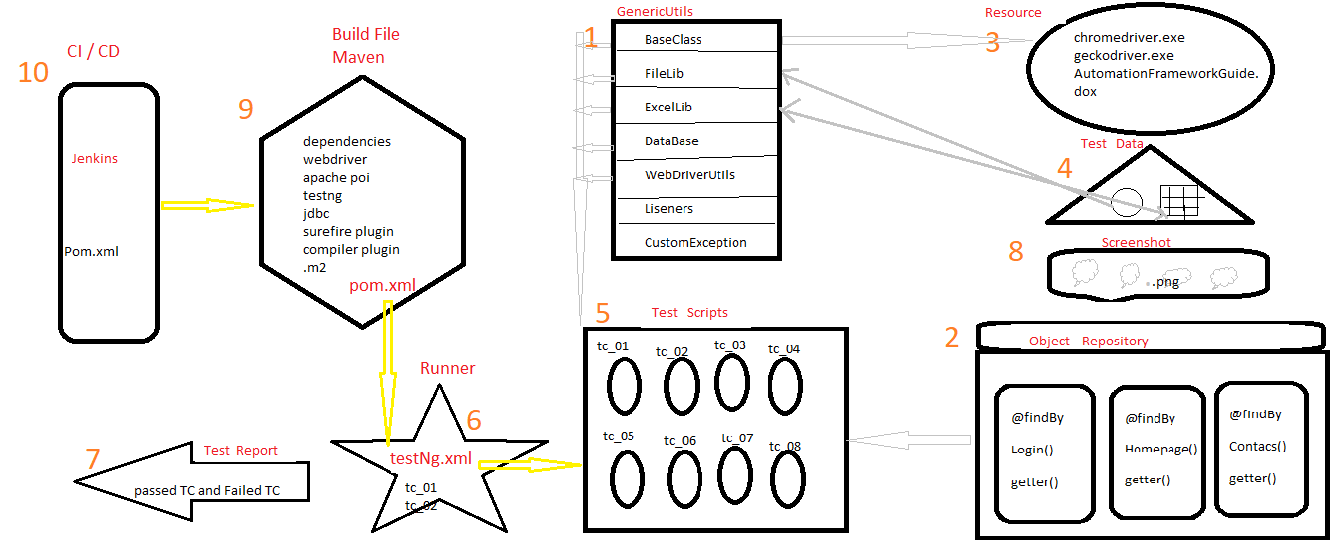 CI / CD
10
Jenkins
Pom.xml
Build File
Maven
9
dependencies
webdriver
apache poi
testng
jdbc
surefire plugin
compiler plugin
.m2
pom.xml
GenericUtils
1
BaseClass
FileLib
ExcelLib
DataBase
WebDriverUtils
Liseners
CustomException
Resource
3
chromedriver.exe
geckodriver.exe
AutomationFrameworkGuide.
dox
Test Data
4
Screenshot
8
.png
2
Object Repository
@findBy
Login()
getter()
@findBy
Homepage()
getter()
@findBy
Contacs()
getter()
5
Test Scripts
tc_01
tc_02
tc_03
tc_04
tc_05
tc_06
tc_07
tc_08
Runner
6
testNg.xml
tc_01
tc_02
7
Test Report
passed TC and Failed TC